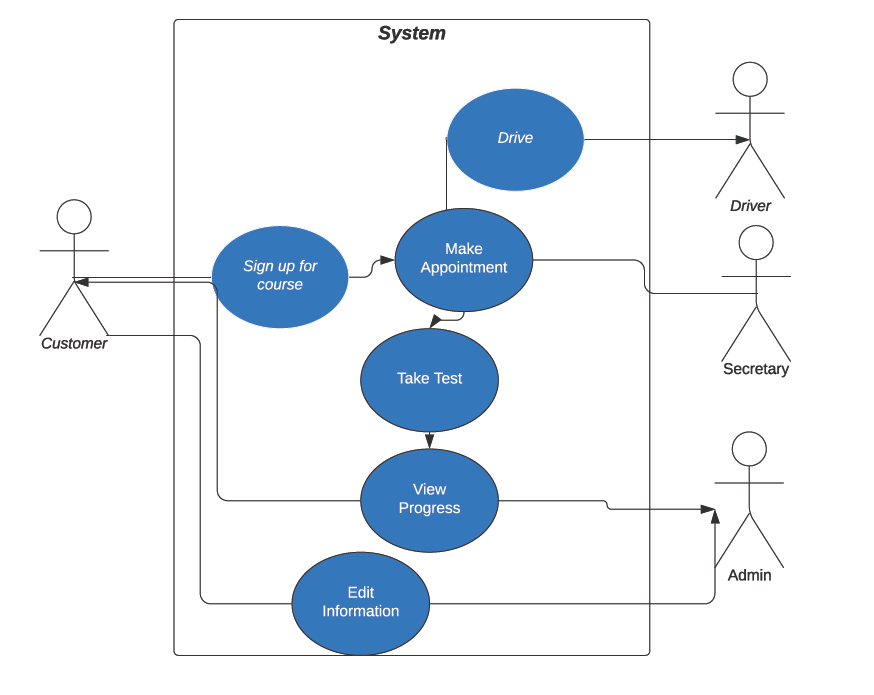 System
Drive
Driver
Sign up for
course
Make
Appointment
Customer
Secretary
Take Test
View
Progress
Admin
Edit
Information